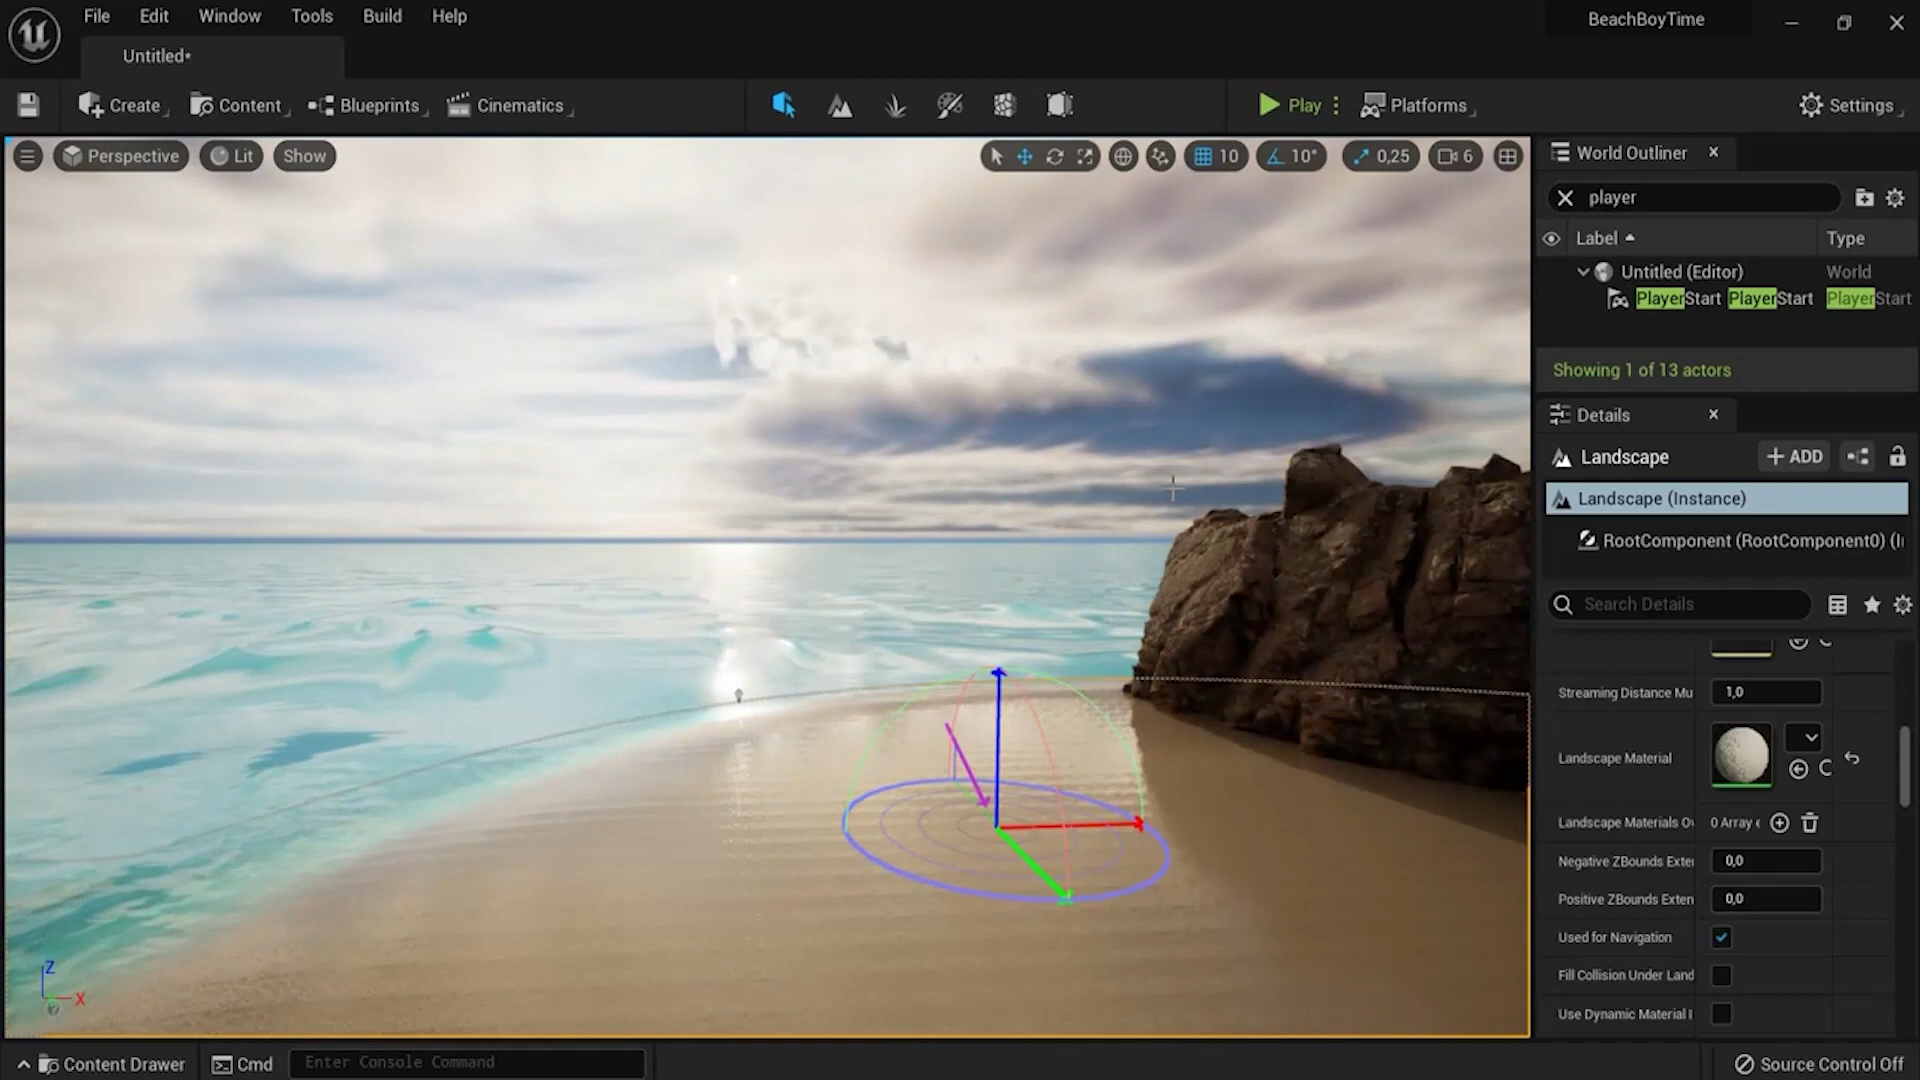 File Edit Window Tools Build Help
BeachBoyTime
Untitled*
Create Content Blueprints Cinematics Play Platforms Settings
Perspective Lit Show 10 10° 0,25 6
World Outliner
player
Label Type
Untitled (Editor) World
PlayerStart PlayerStart PlayerStart
Showing 1 of 13 actors
Details
Landscape + ADD
Landscape (Instance)
RootComponent (RootComponent0) (I
Search Details
Streaming Distance Mu 1,0
Landscape Material
Landscape Materials Ov 0 Array e
Negative ZBounds Exter 0,0
Positive ZBounds Exten 0,0
Used for Navigation
Fill Collision Under Land
Use Dynamic Material I
Z
X
Content Drawer Cmd Enter Console Command Source Control Off